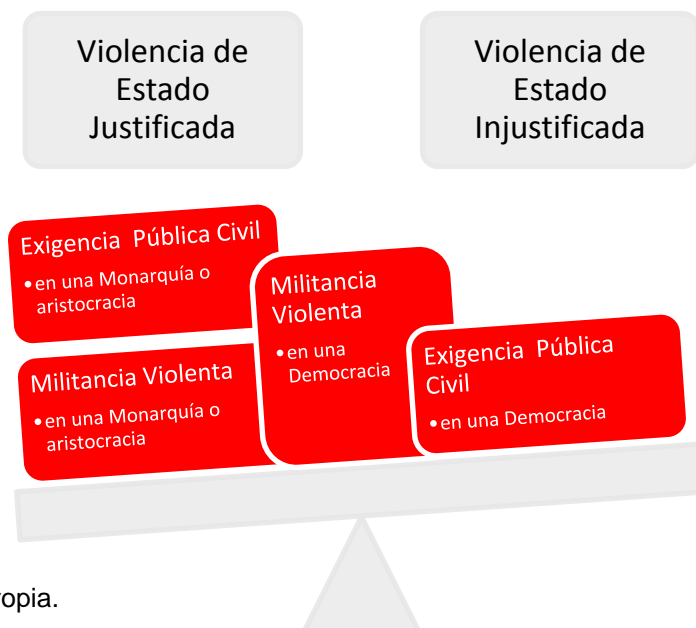 Violencia de
Estado
Justificada
Violencia de
Estado
Injustificada
Exigencia Pública Civil
•en una Monarquía o
aristocracia
Militancia Violenta
•en una Monarquía o
aristocracia
Militancia
Violenta
•en una
Democracia
Exigencia Pública
Civil
•en una Democracia
opia.